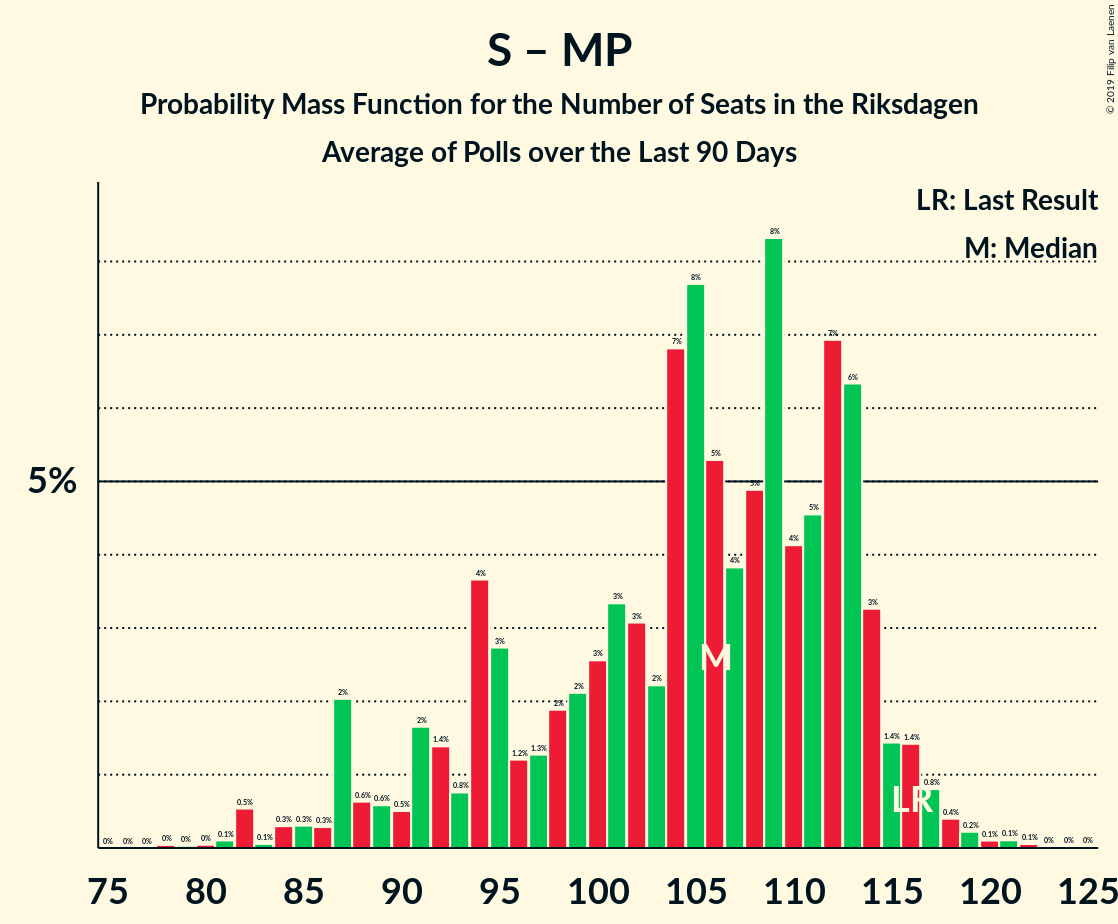 S – MP
Probability Mass Function for the Number of Seats in the Riksdagen
Average of Polls over the Last 90 Days
© 2019 Filip van Laenen
LR: Last Result
M: Median
5%
0% 0% 0% 0% 0% 0% 0.1% 0.5% 0.1% 0.3% 0.3% 0.3% 2% 0.6% 0.6% 0.5% 2% 1.4% 0.8% 4% 3% 1.2% 1.3% 2% 2% 3% 3% 3% 2% 7% 8% 5% 4% 5% 8% 4% 5% 7% 6% 3% 1.4% 1.4% 0.8% 0.4% 0.2% 0.1% 0.1% 0.1% 0% 0% 0%
M
LR
75 80 85 90 95 100 105 110 115 120 125